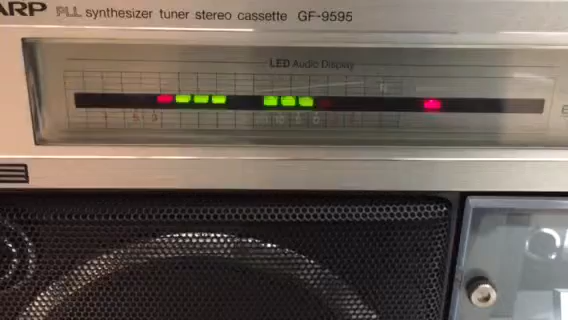 ARP PLL synthesizer tuner stereo cassette GF-9595
LED Audio Display